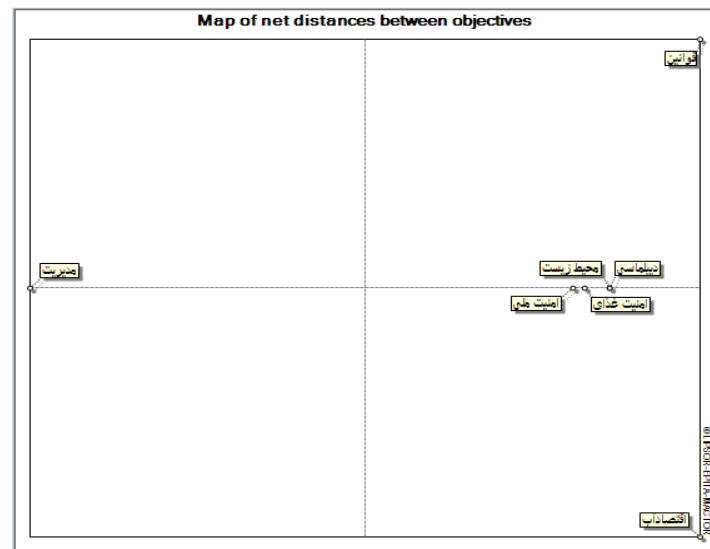 Map of net distances between objectives
قوانین
مدیریت
محیط زیست
دیپلماسی
امنیت ملی
امنیت غذای
اقتصاداب
© LIPSOR-EPITA-MACTOR